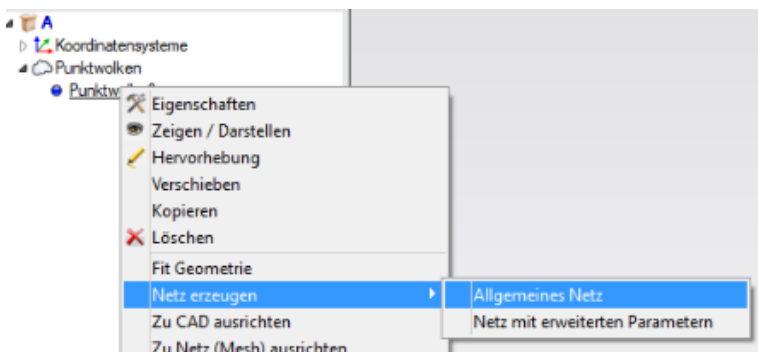 A
Koordinatensysteme
Punktwolken
Eigenschaften
Zeigen / Darstellen
Hervorhebung
Verschieben
Kopieren
Löschen
Fit Geometrie
Netz erzeugen
Allgemeines Netz
Zu CAD ausrichten
Netz mit erweiterten Parametern
Zu Netz (Mesh) ausrichten